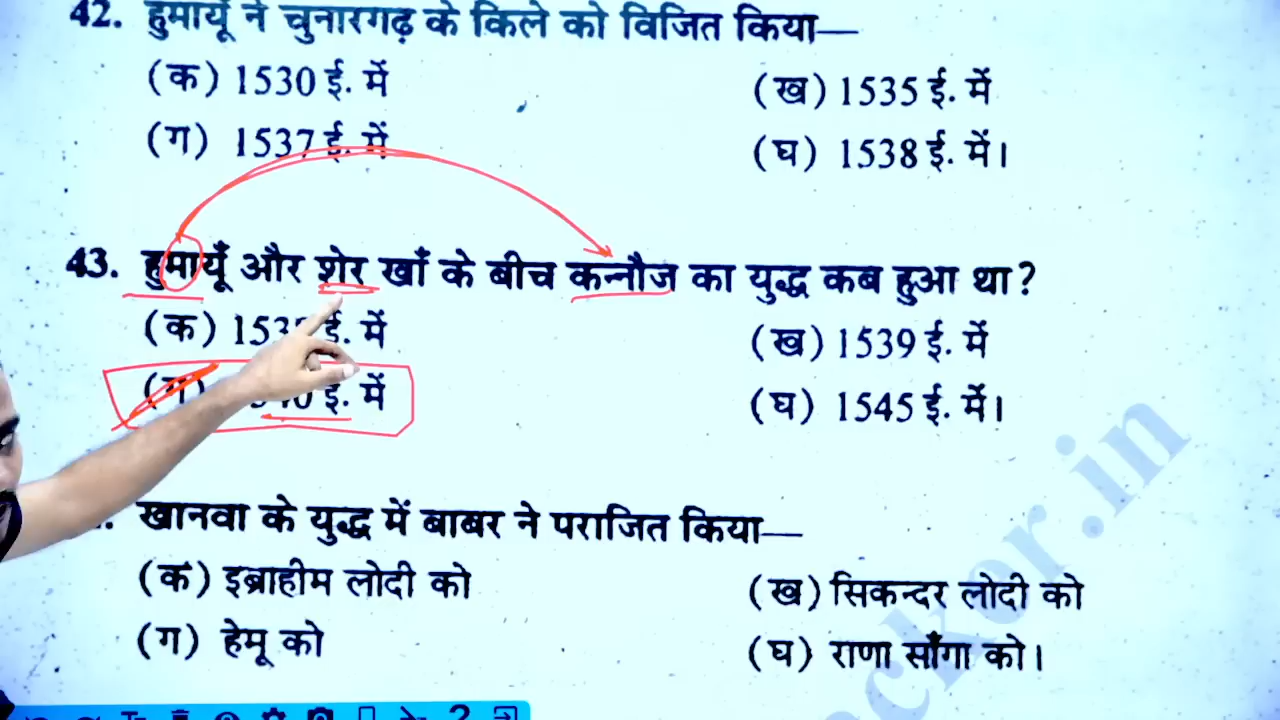 42. हुमायूँ ने चुनारगढ़ के किले को विजित किया—
(क) 1530 ई. में (ख) 1535 ई. में
(ग) 1537 ई. में (घ) 1538 ई. में।
43. हुमायूँ और शेर खाँ के बीच कन्नौज का युद्ध कब हुआ था?
(क) ई. में (ख) 1539 ई. में
(ग) ई. में (घ) 1545 ई. में।
खानवा के युद्ध में बाबर ने पराजित किया—
(क) इब्राहीम लोदी को (ख) सिकन्दर लोदी को
(ग) हेमू को (घ) राणा साँगा को।